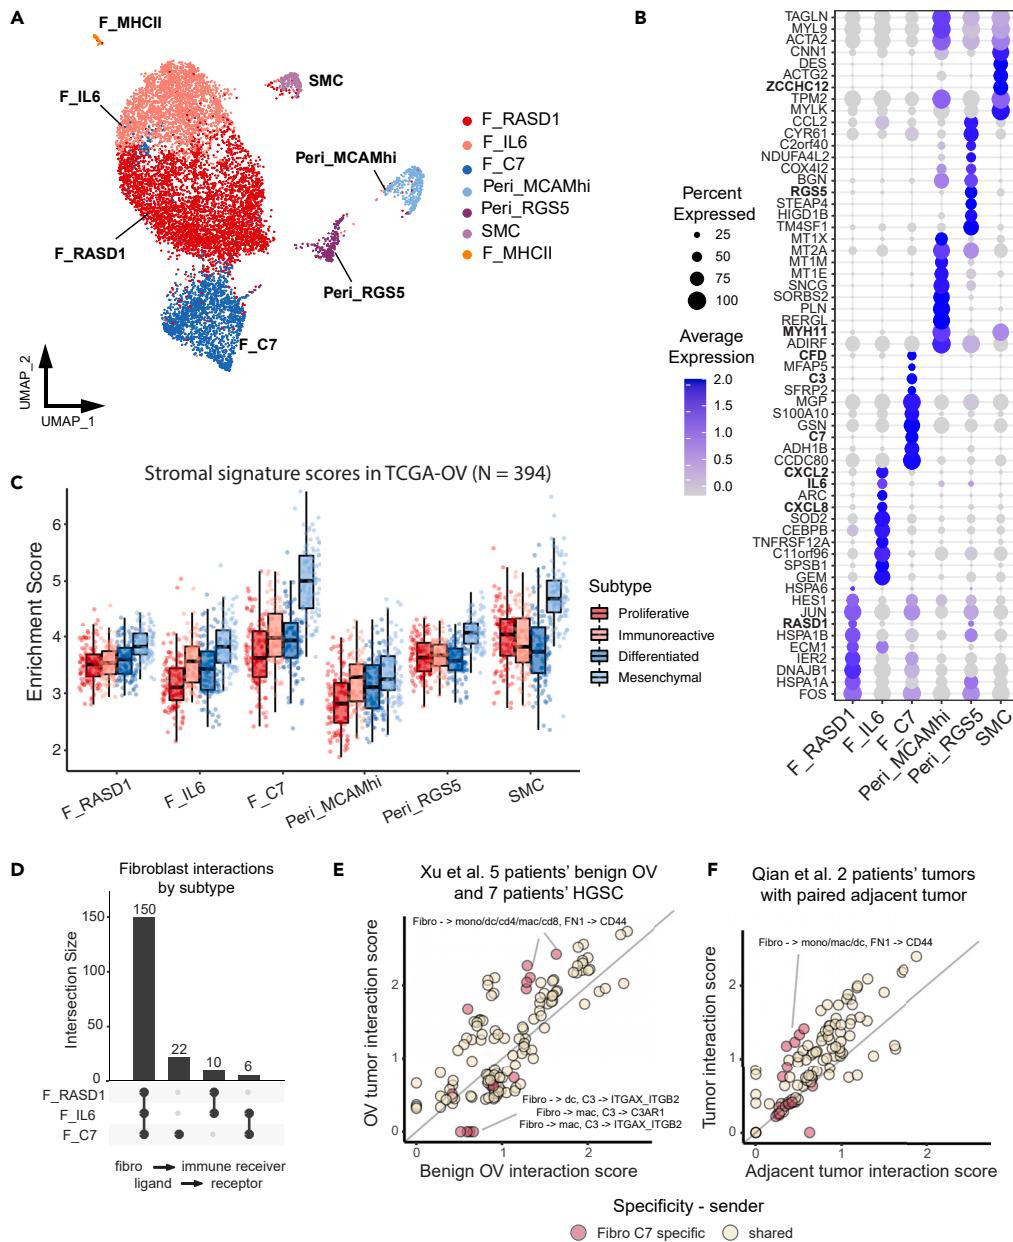 A
F_MHCII
F_IL6
SMC
Peri_MCAMhi
F_RASD1
Peri_RGS5
F_C7
UMAP_2
UMAP_1
F_RASD1
F_IL6
F_C7
Peri_MCAMhi
Peri_RGS5
SMC
F_MHCII
B
TAGLN
MYL9
ACTA2
CNN1
DES
ACTG2
ZCCHC12
TPM2
MYLK
CCL2
CYR61
C2orf40
NDUFA4L2
COX4I2
BGN
RGS5
STEAP4
HIGD1B
TM4SF1
MT1X
MT2A
MT1M
MT1E
SNCG
SORBS2
PLN
RERGL
MYH11
ADIRF
CFD
MFAP5
C3
SFRP2
MGP
S100A10
GSN
C7
ADH1B
CCDC80
CXCL2
IL6
ARC
CXCL8
SOD2
CEBPB
TNFRSF12A
C11orf96
SPSB1
GEM
HSPA6
HES1
JUN
RASD1
HSPA1B
ECM1
IER2
DNAJB1
HSPA1A
FOS
F_RASD1
F_IL6
F_C7
Peri_MCAMhi
Peri_RGS5
SMC
Percent
Expressed
25
50
75
100
Average
Expression
2.0
1.5
1.0
0.5
0.0
C
Stromal signature scores in TCGA-OV (N = 394)
Enrichment Score
6
5
4
3
2
F_RASD1
F_IL6
F_C7
Peri_MCAMhi
Peri_RGS5
SMC
Subtype
Proliferative
Immunoreactive
Differentiated
Mesenchymal
D
Fibroblast interactions
by subtype
Intersection Size
150
100
50
0
150
22
10
6
F_RASD1
F_IL6
F_C7
fibro immune receiver
ligand receptor
E
Xu et al. 5 patients' benign OV
and 7 patients' HGSC
Fibro - > mono/dc/cd4/mac/cd8, FN1 -> CD44
OV tumor interaction score
2
1
0
Fibro - > dc, C3 -> ITGAX_ITGB2
Fibro -> mac, C3 -> C3AR1
Fibro -> mac, C3 -> ITGAX_ITGB2
0
1
2
Benign OV interaction score
F
Qian et al. 2 patients' tumors
with paired adjacent tumor
Fibro - > mono/mac/dc, FN1 -> CD44
Tumor interaction score
2
1
0
0
1
2
Adjacent tumor interaction score
Specificity - sender
Fibro C7 specific
shared